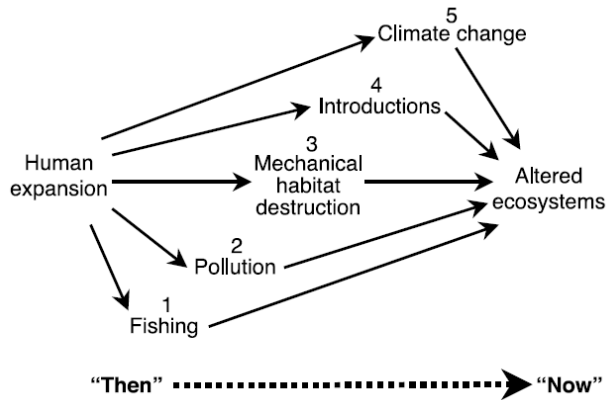 5
Climate change
4
Introductions
3
Mechanical
habitat
destruction
Human
expansion
Altered
ecosystems
2
Pollution
1
Fishing
“Then”
“Now”